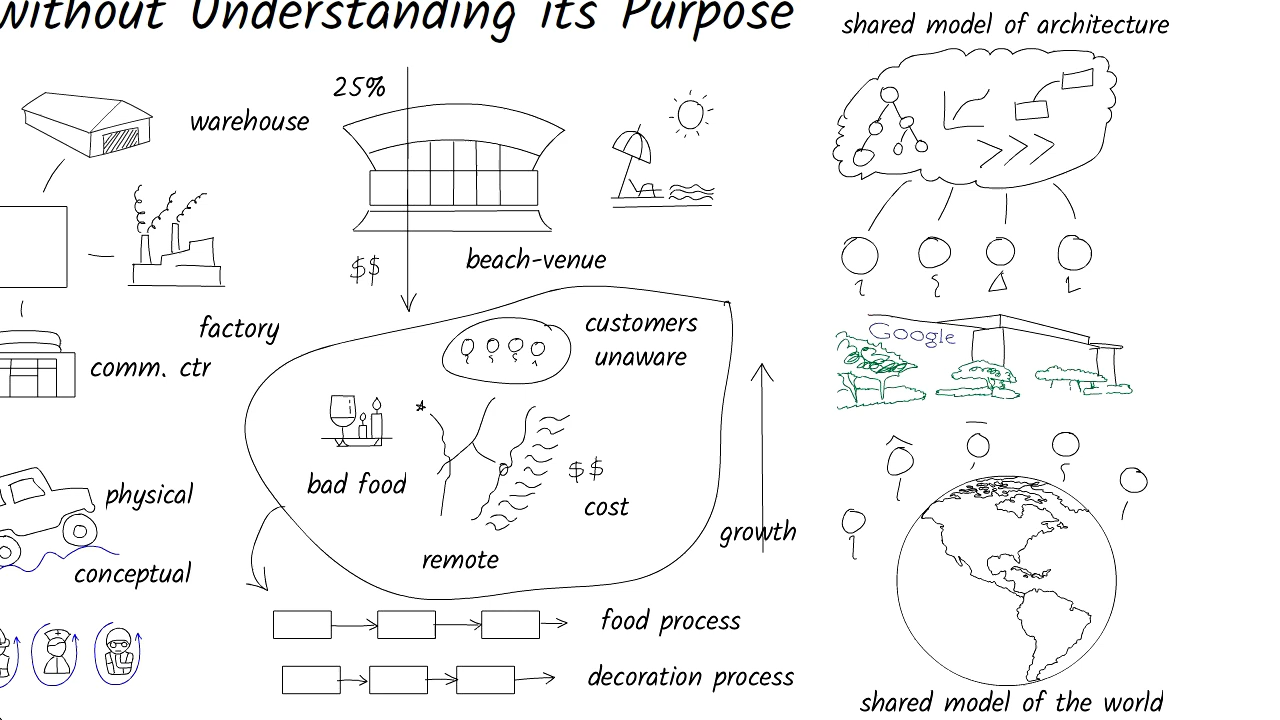 without Understanding its Purpose
shared model of architecture
25%
warehouse
$$
beach-venue
factory
comm. ctr
customers
unaware
Google
bad food
$$
cost
physical
growth
remote
conceptual
food process
decoration process
shared model of the world